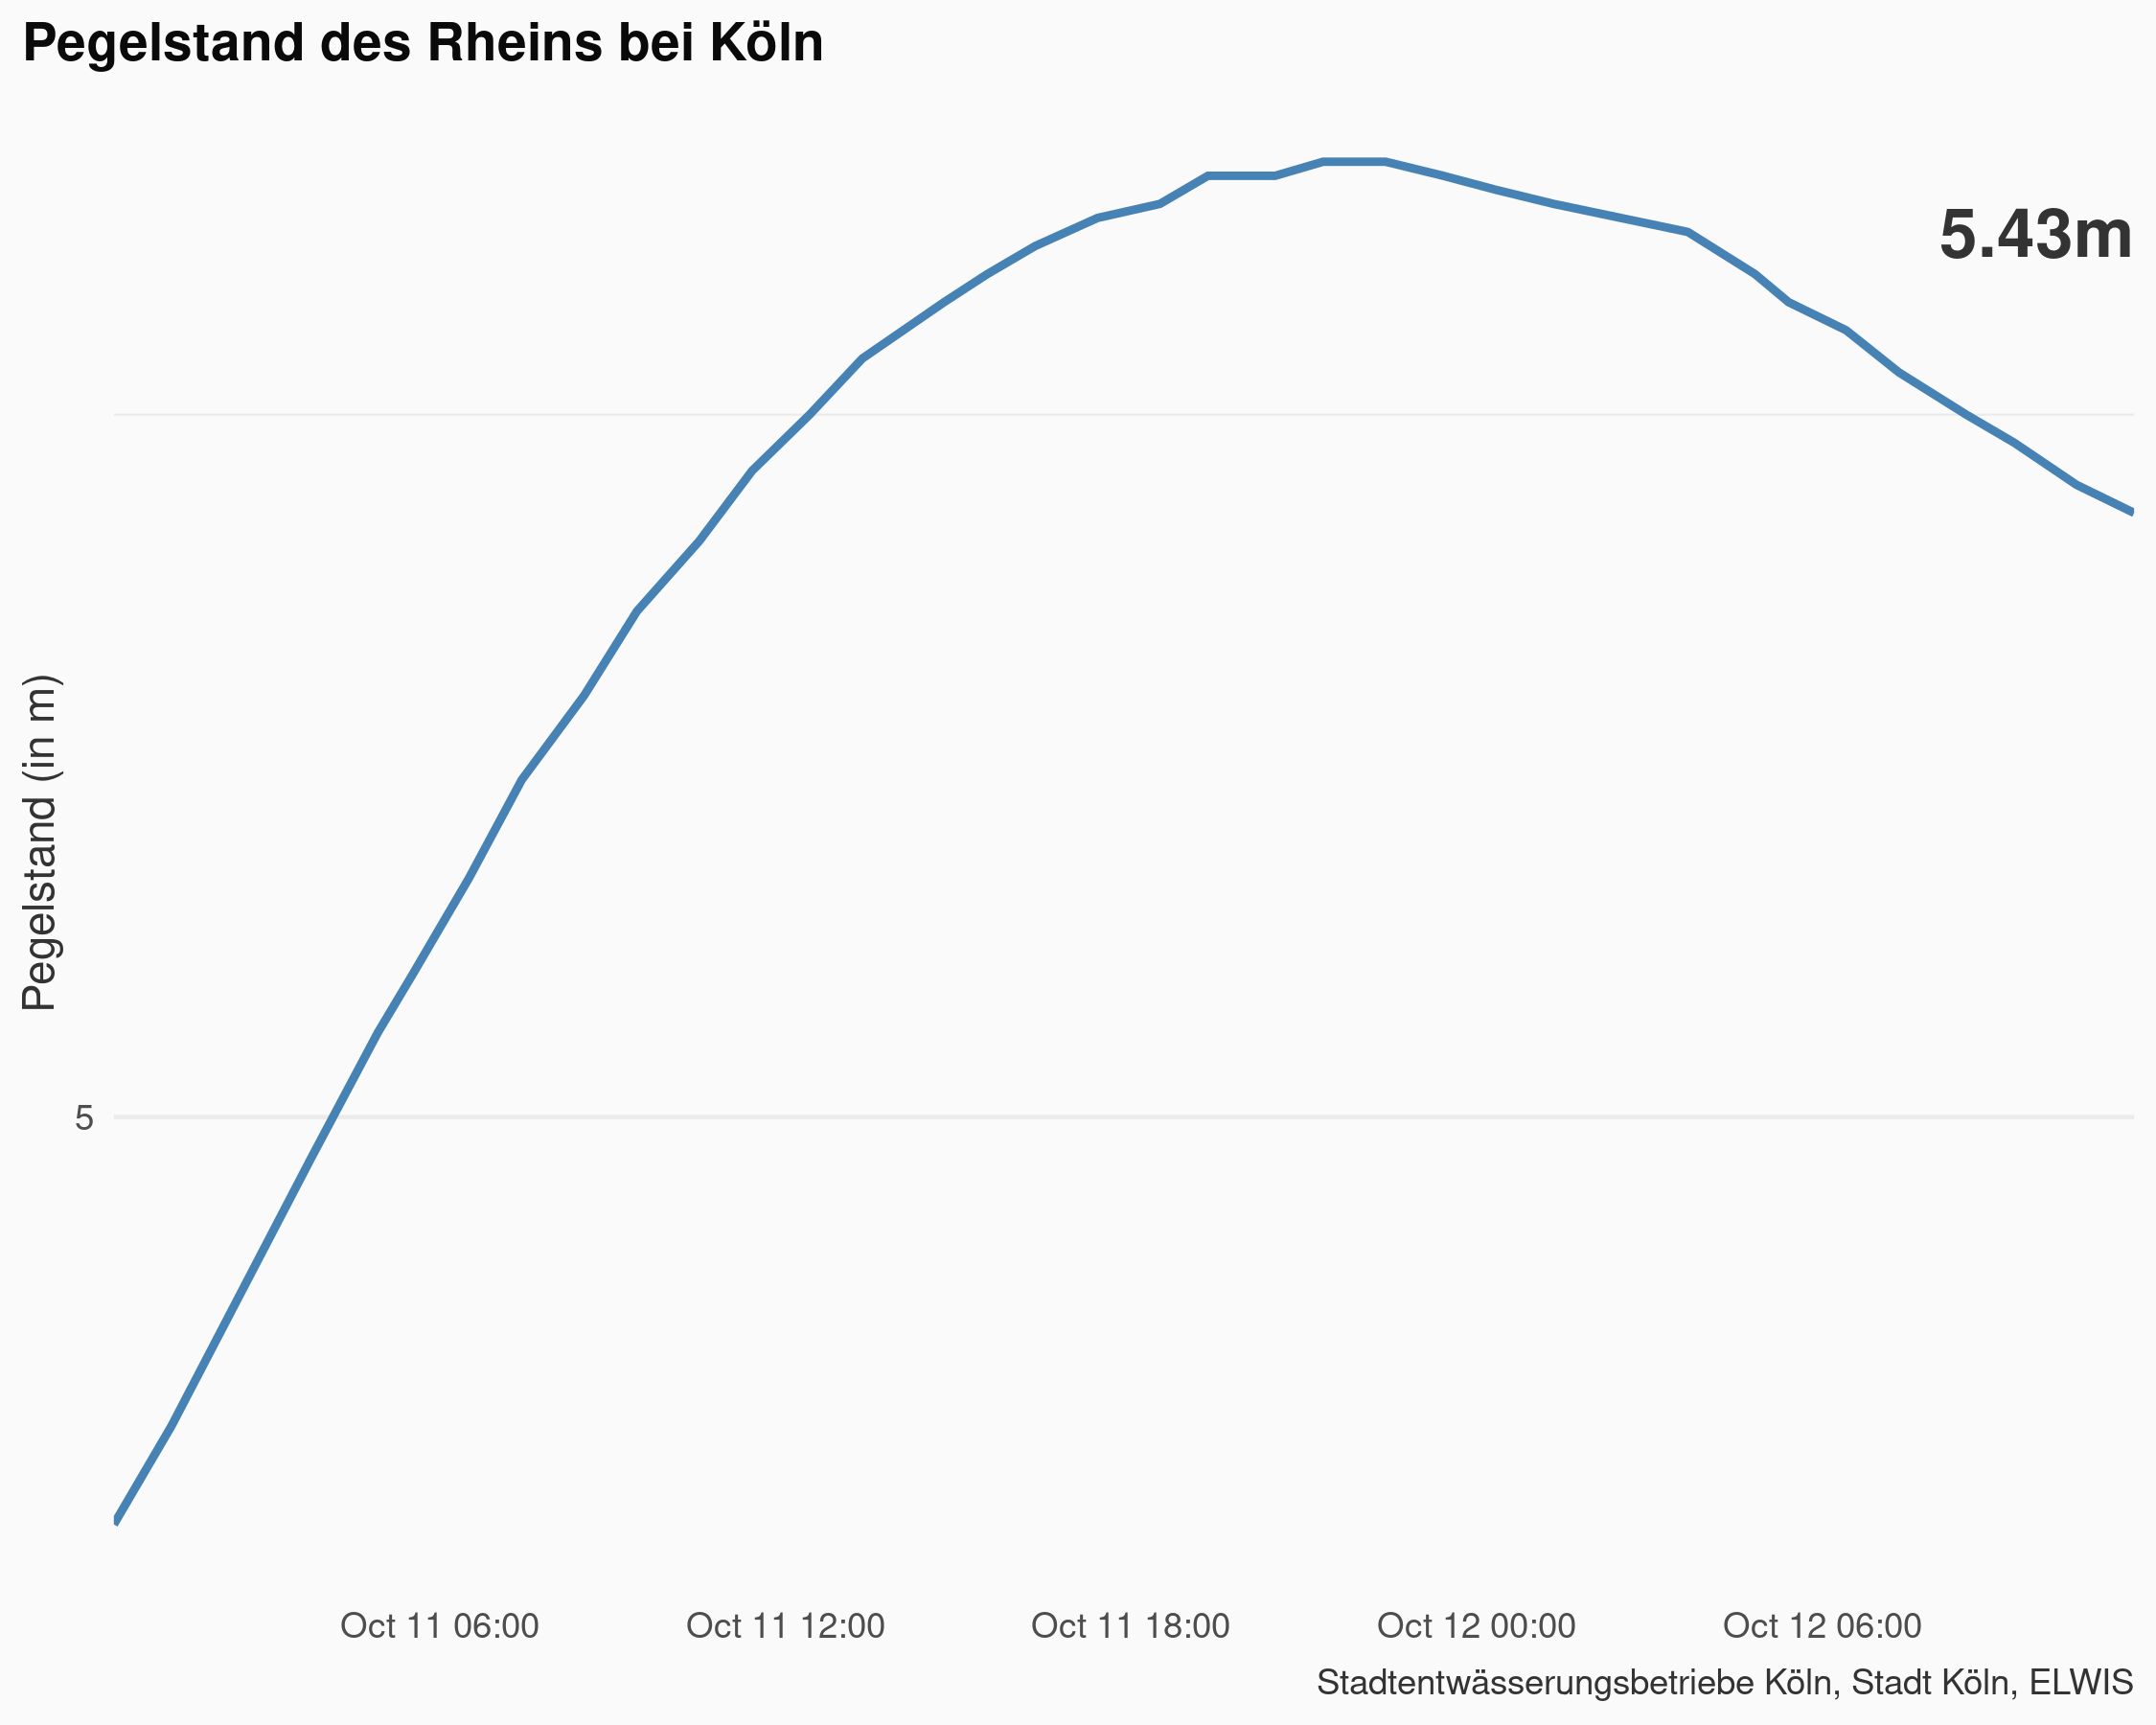 Pegelstand des Rheins bei Köln
5.43m
Pegelstand (in m)
5
Oct 11 06:00 Oct 11 12:00 Oct 11 18:00 Oct 12 00:00 Oct 12 06:00
Stadtentwässerungsbetriebe Köln, Stadt Köln, ELWIS